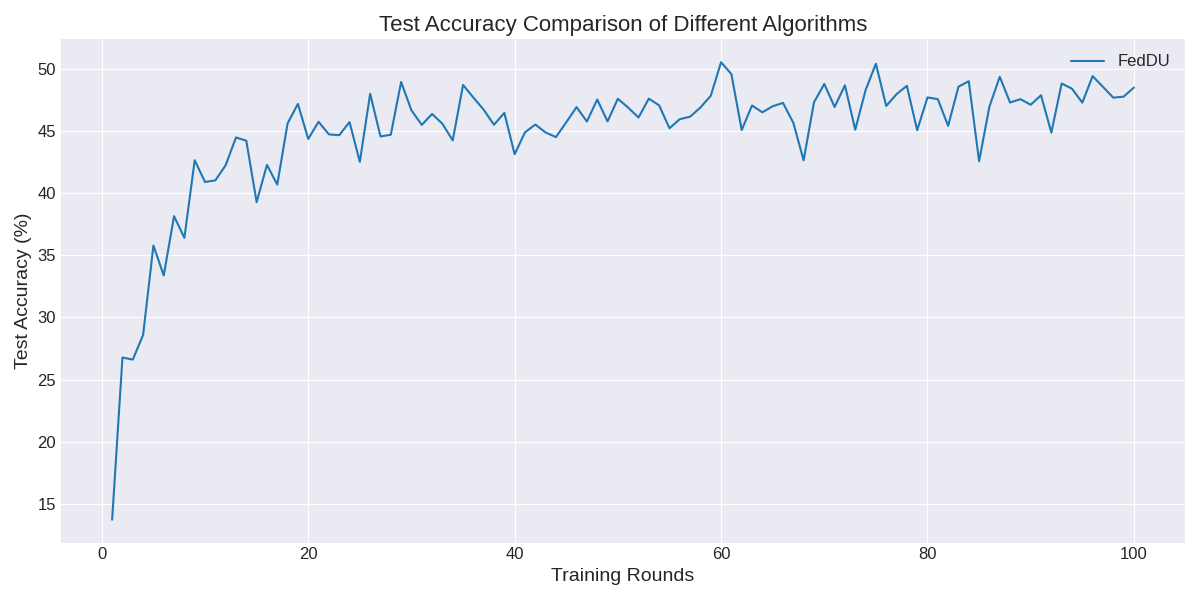 Test Accuracy Comparison of Different Algorithms
FedDU
50
45
40
35
30
25
20
15
Test Accuracy (%)
0 20 40 60 80 100
Training Rounds